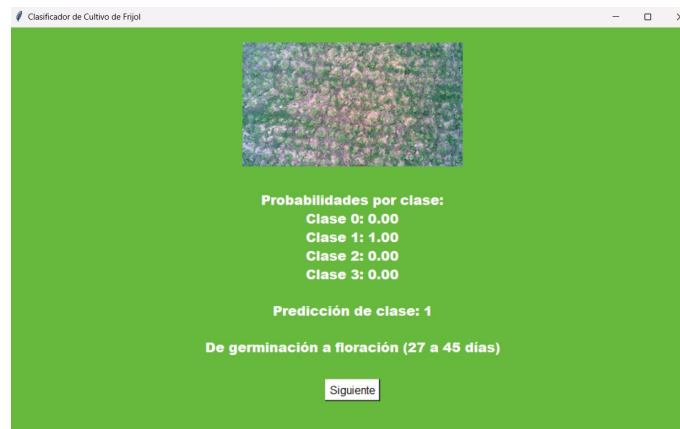 Clasificador de Cultivo de Frijol
Probabilidades por clase:
Clase 0: 0.00
Clase 1: 1.00
Clase 2: 0.00
Clase 3: 0.00
Predicción de clase: 1
De germinación a floración (27 a 45 días)
Siguiente